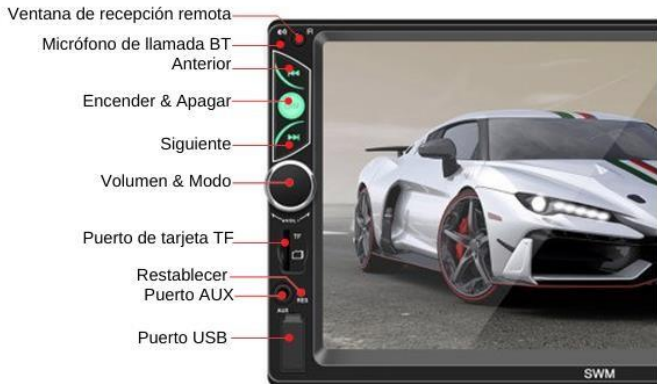 Ventana de recepción remota
IR
Micrófono de llamada BT
Anterior
Encender & Apagar
Siguiente
Volumen & Modo
Puerto de tarjeta TF
TF
Restablecer
Puerto AUX
RES
AUX
Puerto USB
SWM